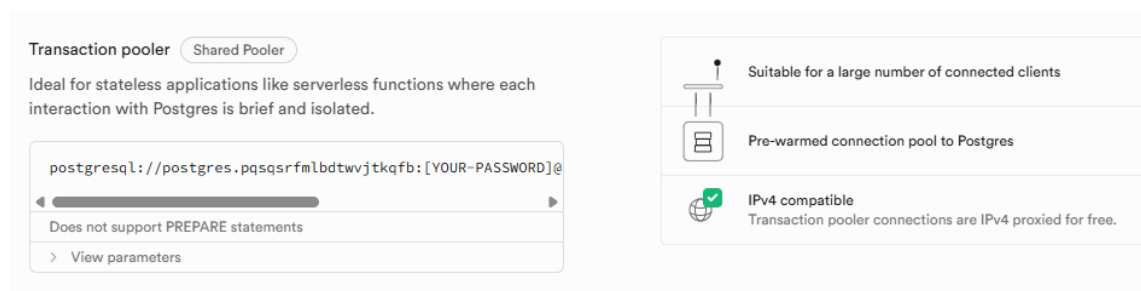 Transaction pooler Shared Pooler
Ideal for stateless applications like serverless functions where each
interaction with Postgres is brief and isolated.
postgresql://postgres.pqsqsrfmlbdtwvjtkqfb:[YOUR-PASSWORD]@
Does not support PREPARE statements
View parameters
Suitable for a large number of connected clients
Pre-warmed connection pool to Postgres
IPv4 compatible
Transaction pooler connections are IPv4 proxied for free.